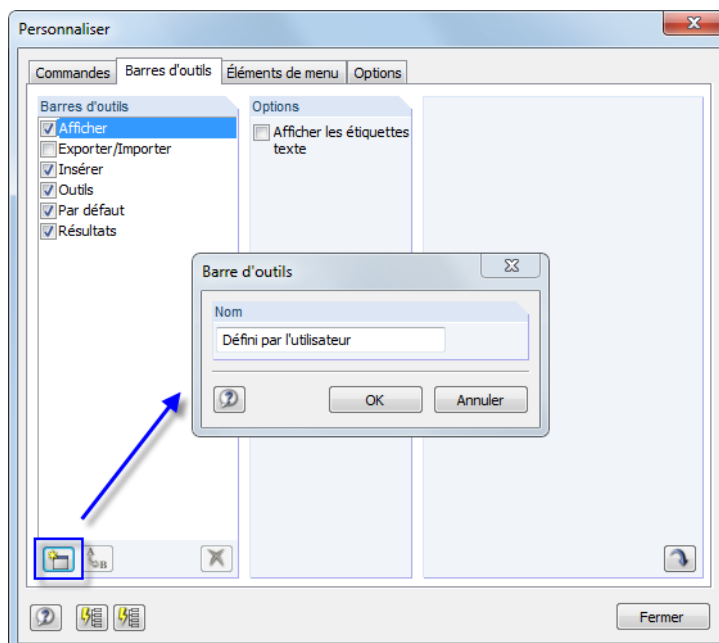 Personnaliser
Commandes
Barres d'outils
Éléments de menu
Options
Barres d'outils
Afficher
Exporter/Importer
Insérer
Outils
Par défaut
Résultats
Options
Afficher les étiquettes
texte
Barre d'outils
Nom
Défini par l'utilisateur
OK
Annuler
A
B
Fermer